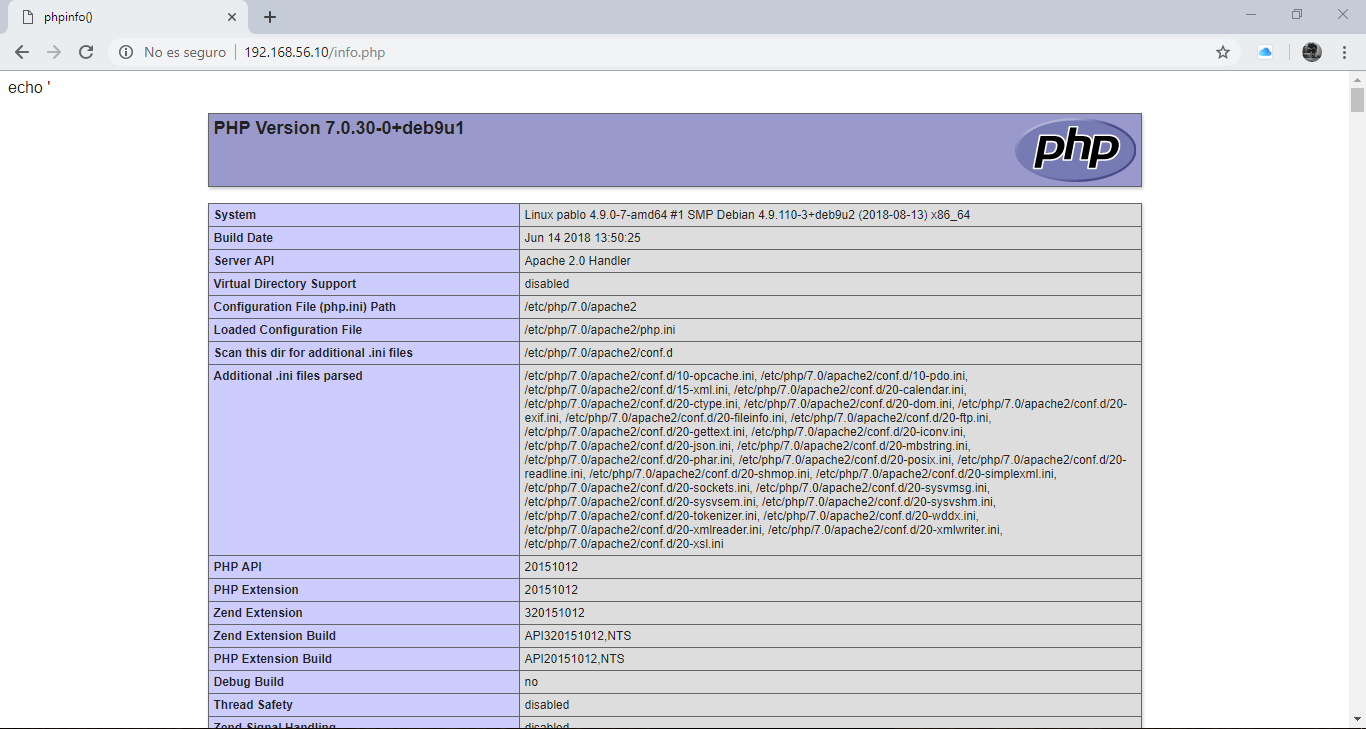 phpinfo()
No es seguro
192.168.56.10/info.php
echo '
PHP Version 7.0.30-0+deb9u1
php
System
Linux pablo 4.9.0-7-amd64 #1 SMP Debian 4.9.110-3+deb9u2 (2018-08-13) x86_64
Build Date
Jun 14 2018 13:50:25
Server API
Apache 2.0 Handler
Virtual Directory Support
disabled
Configuration File (php.ini) Path
/etc/php/7.0/apache2
Loaded Configuration File
/etc/php/7.0/apache2/php.ini
Scan this dir for additional .ini files
/etc/php/7.0/apache2/conf.d
Additional .ini files parsed
/etc/php/7.0/apache2/conf.d/10-opcache.ini, /etc/php/7.0/apache2/conf.d/10-pdo.ini,
/etc/php/7.0/apache2/conf.d/15-xml.ini, /etc/php/7.0/apache2/conf.d/20-calendar.ini,
/etc/php/7.0/apache2/conf.d/20-ctype.ini, /etc/php/7.0/apache2/conf.d/20-dom.ini, /etc/php/7.0/apache2/conf.d/20-
exif.ini, /etc/php/7.0/apache2/conf.d/20-fileinfo.ini, /etc/php/7.0/apache2/conf.d/20-ftp.ini,
/etc/php/7.0/apache2/conf.d/20-gettext.ini, /etc/php/7.0/apache2/conf.d/20-iconv.ini,
/etc/php/7.0/apache2/conf.d/20-json.ini, /etc/php/7.0/apache2/conf.d/20-mbstring.ini,
/etc/php/7.0/apache2/conf.d/20-phar.ini, /etc/php/7.0/apache2/conf.d/20-posix.ini, /etc/php/7.0/apache2/conf.d/20-
readline.ini, /etc/php/7.0/apache2/conf.d/20-shmop.ini, /etc/php/7.0/apache2/conf.d/20-simplexml.ini,
/etc/php/7.0/apache2/conf.d/20-sockets.ini, /etc/php/7.0/apache2/conf.d/20-sysvmsg.ini,
/etc/php/7.0/apache2/conf.d/20-sysvsem.ini, /etc/php/7.0/apache2/conf.d/20-sysvshm.ini,
/etc/php/7.0/apache2/conf.d/20-tokenizer.ini, /etc/php/7.0/apache2/conf.d/20-wddx.ini,
/etc/php/7.0/apache2/conf.d/20-xmlreader.ini, /etc/php/7.0/apache2/conf.d/20-xmlwriter.ini,
/etc/php/7.0/apache2/conf.d/20-xsl.ini
PHP API
20151012
PHP Extension
20151012
Zend Extension
320151012
Zend Extension Build
API320151012,NTS
PHP Extension Build
API20151012,NTS
Debug Build
no
Thread Safety
disabled
Zend Signal Handling
disabled